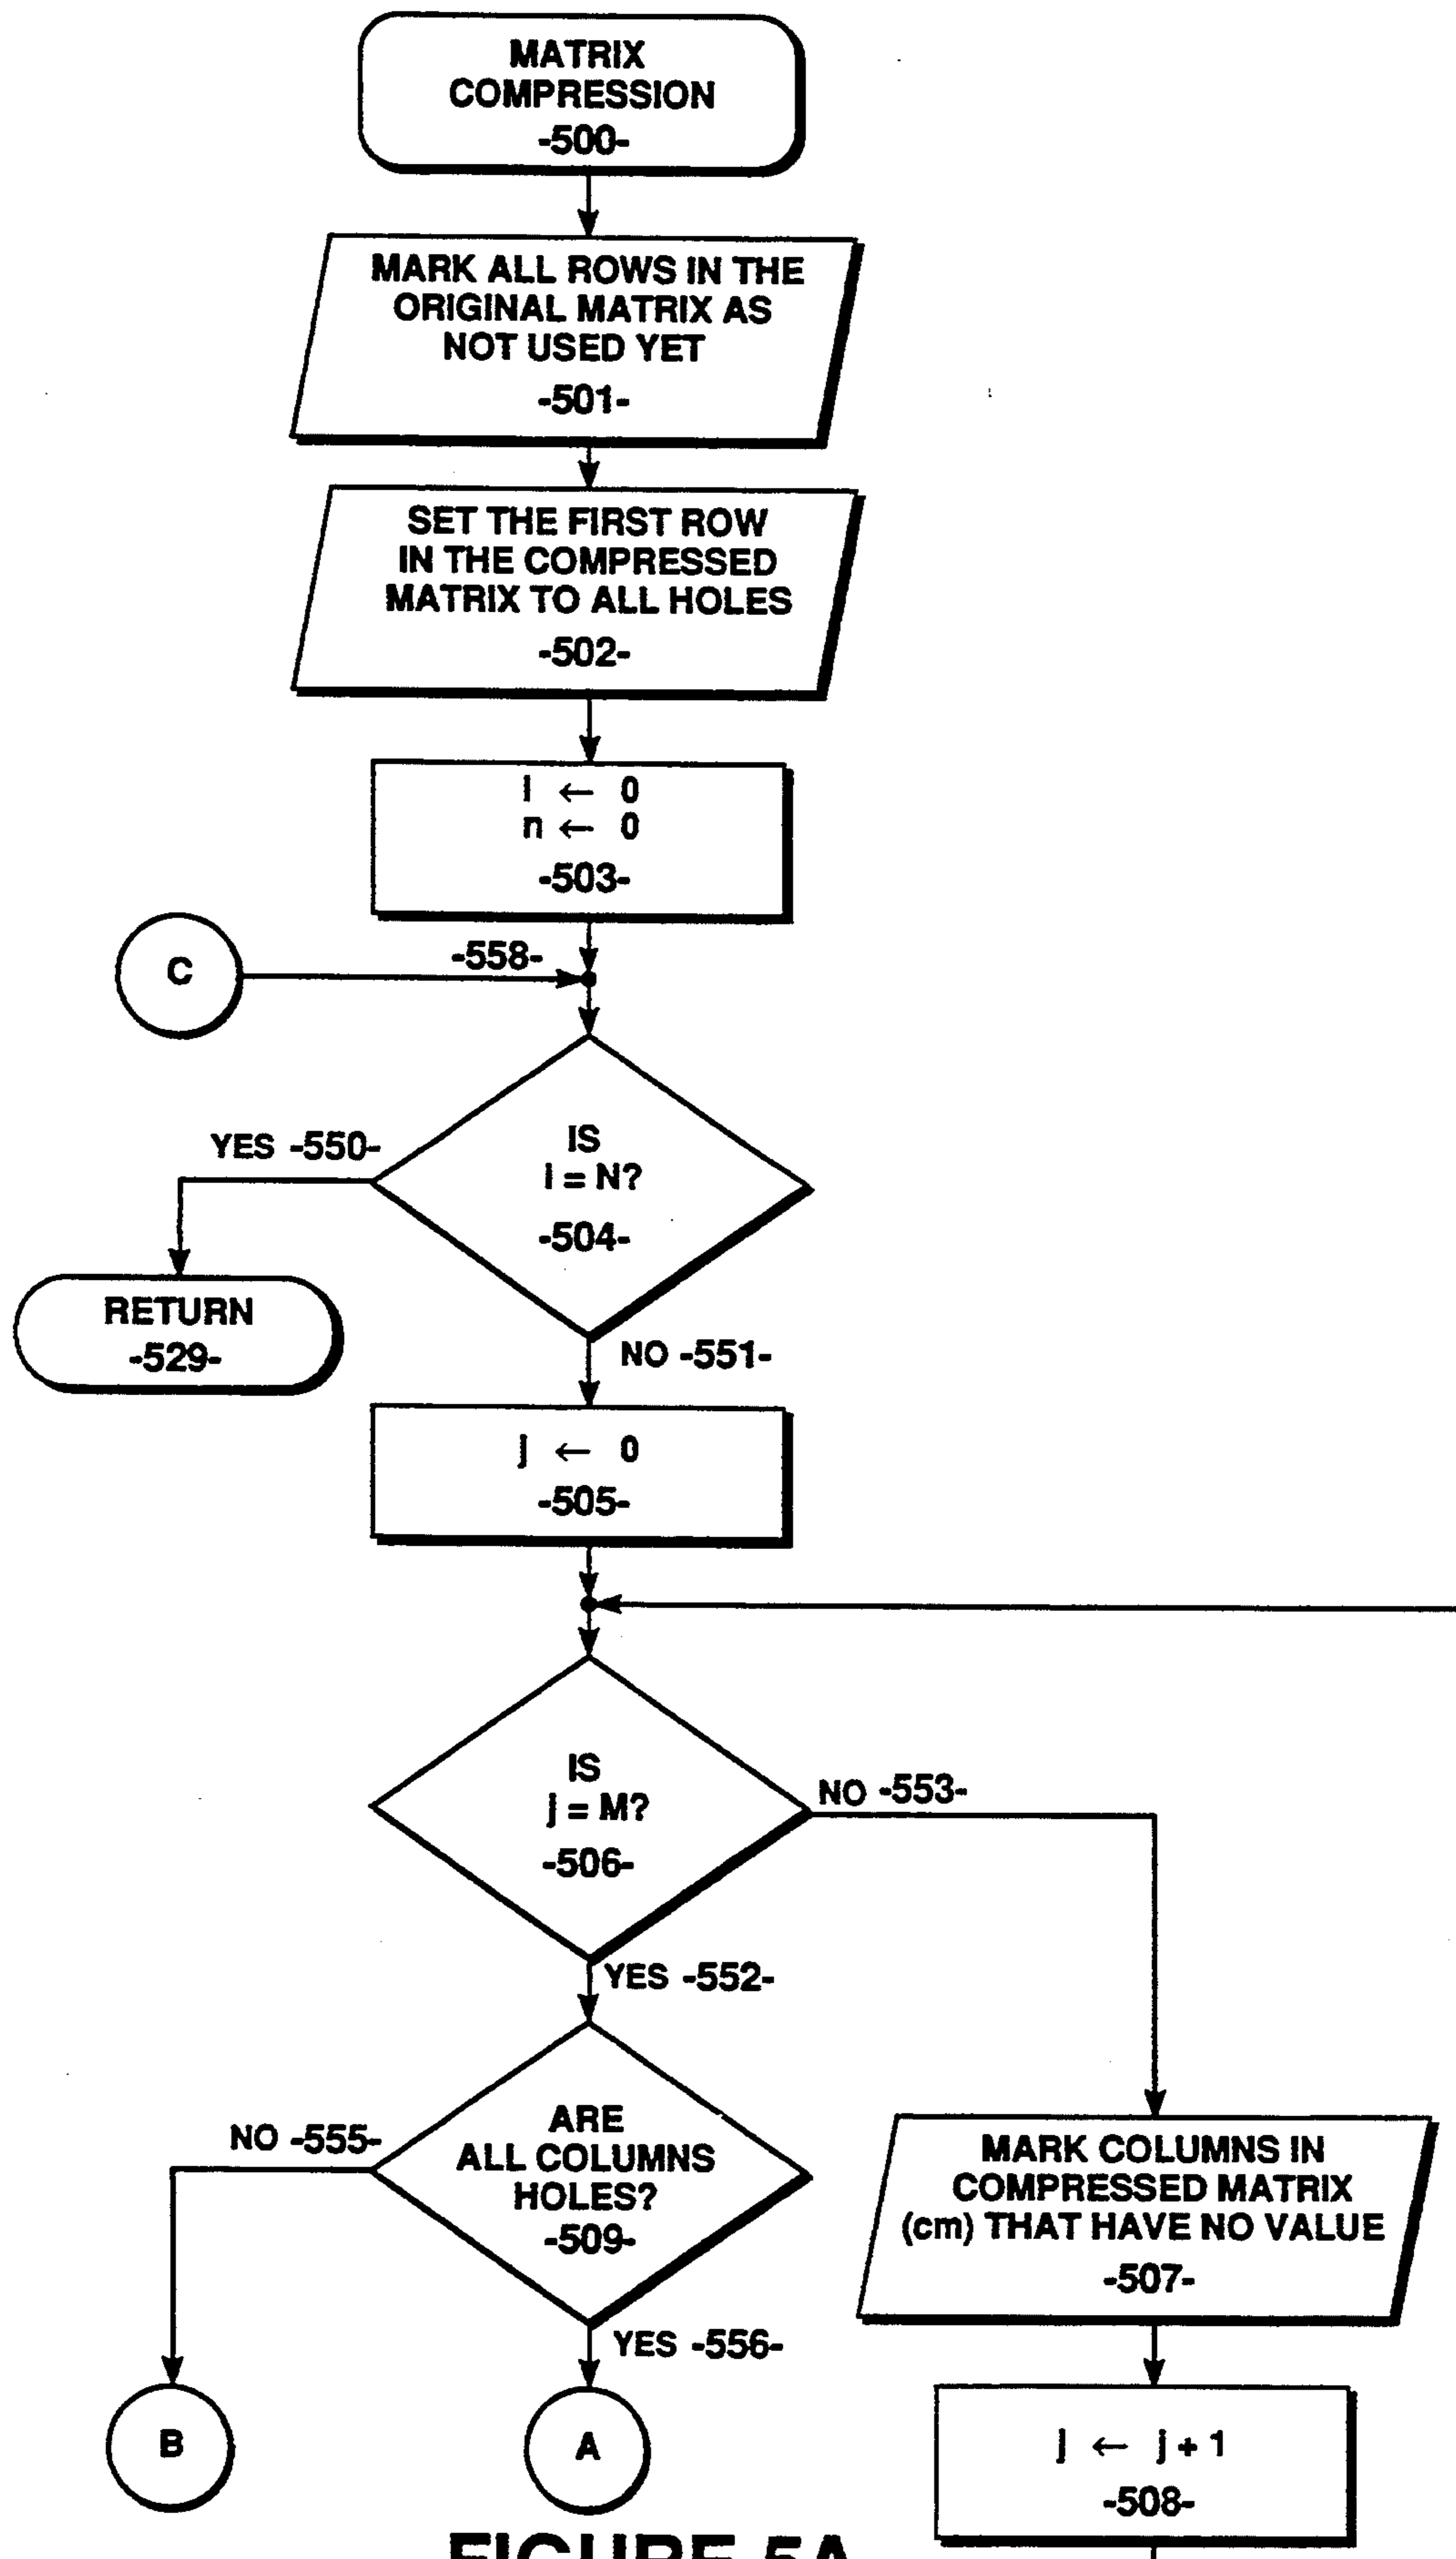 MATRIX
COMPRESSION
-500-
MARK ALL ROWS IN THE
ORIGINAL MATRIX AS
NOT USED YET
-501-
SET THE FIRST ROW
IN THE COMPRESSED
MATRIX TO ALL HOLES
-502-
i ← 0
n ← 0
-503-
C
-558-
IS
i = N?
-504-
YES -550-
RETURN
-529-
NO -551-
j ← 0
-505-
IS
j = M?
-506-
NO -553-
YES -552-
ARE
ALL COLUMNS
HOLES?
-509-
NO -555-
YES -556-
MARK COLUMNS IN
COMPRESSED MATRIX
(cm) THAT HAVE NO VALUE
-507-
B
A
j ← j + 1
-508-
FIGURE 5A